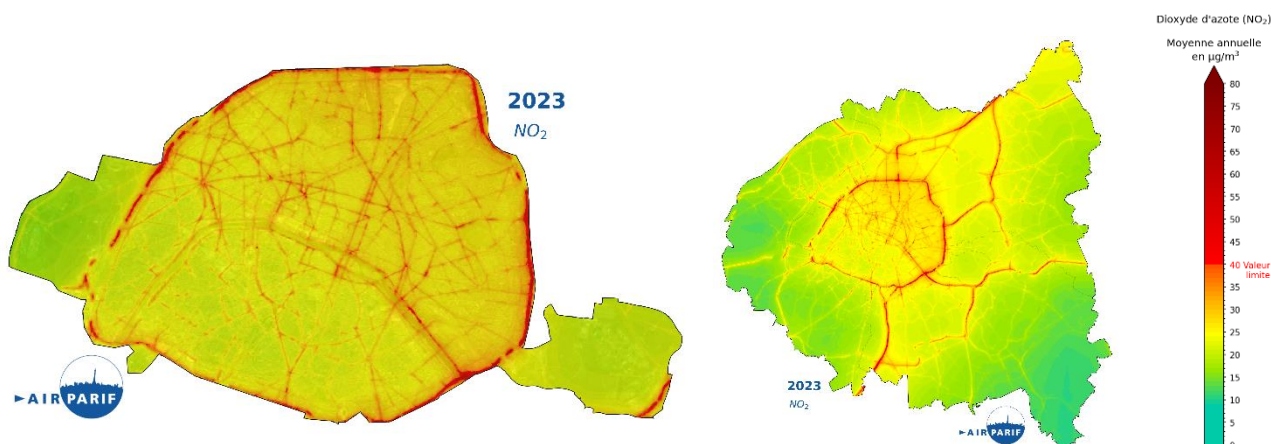 2023
NO₂
AIRPARIF
2023
NO₂
AIRPARIF
Dioxyde d'azote (NO₂)
Moyenne annuelle
en µg/m³
80
75
70
65
60
55
50
45
40 Valeur
limite
35
30
25
20
15
10
5
0